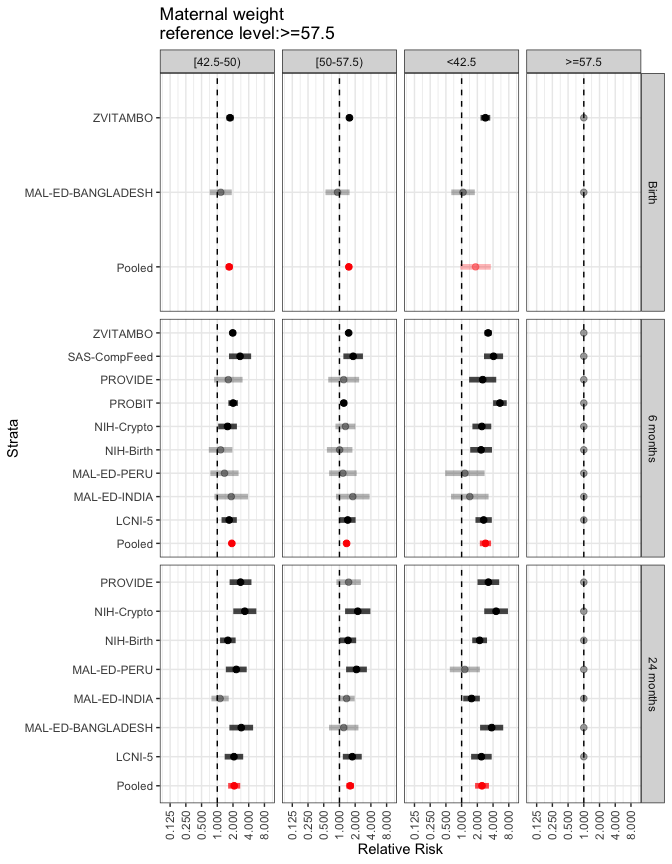 Maternal weight
reference level:>=57.5
[42.5-50)
[50-57.5)
<42.5
>=57.5
Strata
ZVITAMBO
MAL-ED-BANGLADESH
Pooled
Birth
ZVITAMBO
SAS-CompFeed
PROVIDE
PROBIT
NIH-Crypto
NIH-Birth
MAL-ED-PERU
MAL-ED-INDIA
LCNI-5
Pooled
6 months
PROVIDE
NIH-Crypto
NIH-Birth
MAL-ED-PERU
MAL-ED-INDIA
MAL-ED-BANGLADESH
LCNI-5
Pooled
24 months
0.125 0.250 0.500 1.000 2.000 4.000 8.000
0.125 0.250 0.500 1.000 2.000 4.000 8.000
0.125 0.250 0.500 1.000 2.000 4.000 8.000
0.125 0.250 0.500 1.000 2.000 4.000 8.000
Relative Risk